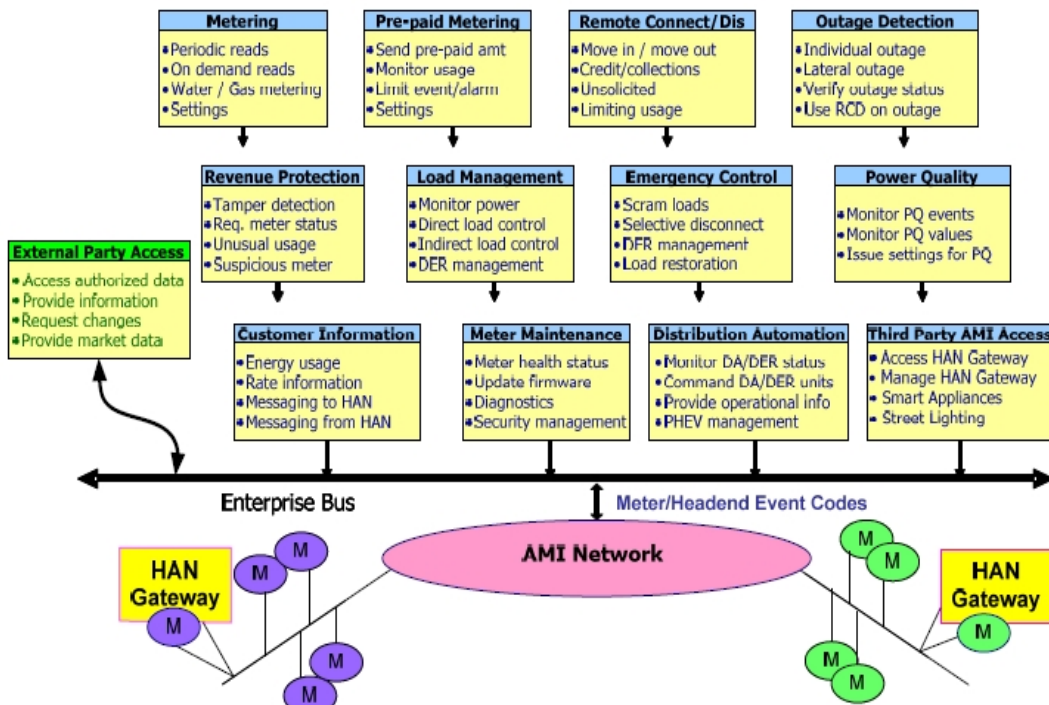 Metering
Periodic reads
On demand reads
Water / Gas metering
Settings
Pre-paid Metering
Send pre-paid amt
Monitor usage
Limit event/alarm
Settings
Remote Connect/Dis
Move in / move out
Credit/collections
Unsolicited
Limiting usage
Outage Detection
Individual outage
Lateral outage
Verify outage status
Use RCD on outage
Revenue Protection
Tamper detection
Req. meter status
Unusual usage
Suspicious meter
Load Management
Monitor power
Direct load control
Indirect load control
DER management
Emergency Control
Scram loads
Selective disconnect
DER management
Load restoration
Power Quality
Monitor PQ events
Monitor PQ values
Issue settings for PQ
External Party Access
Access authorized data
Provide information
Request changes
Provide market data
Customer Information
Energy usage
Rate information
Messaging to HAN
Messaging from HAN
Meter Maintenance
Meter health status
Update firmware
Diagnostics
Security management
Distribution Automation
Monitor DA/DER status
Command DA/DER units
Provide operational info
PHEV management
Third Party AMI Access
Access HAN Gateway
Manage HAN Gateway
Smart Appliances
Street Lighting
Enterprise Bus
Meter/Headend Event Codes
AMI Network
HAN
Gateway
M
M
M
M
M
M
M
M
M
HAN
Gateway
M